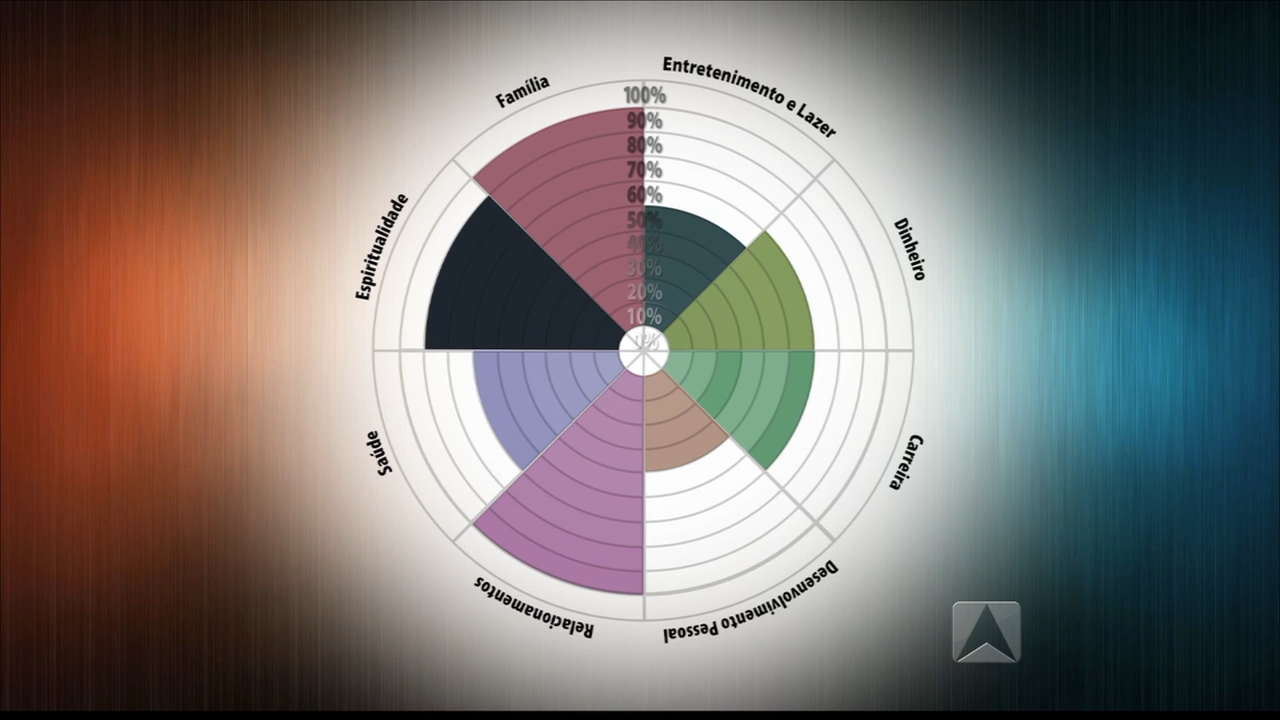 Entretenimento e Lazer
Dinheiro
Carreira
Desenvolvimento Pessoal
Relacionamentos
Saúde
Espiritualidade
Família
100%
90%
80%
70%
60%
50%
40%
30%
20%
10%
0%